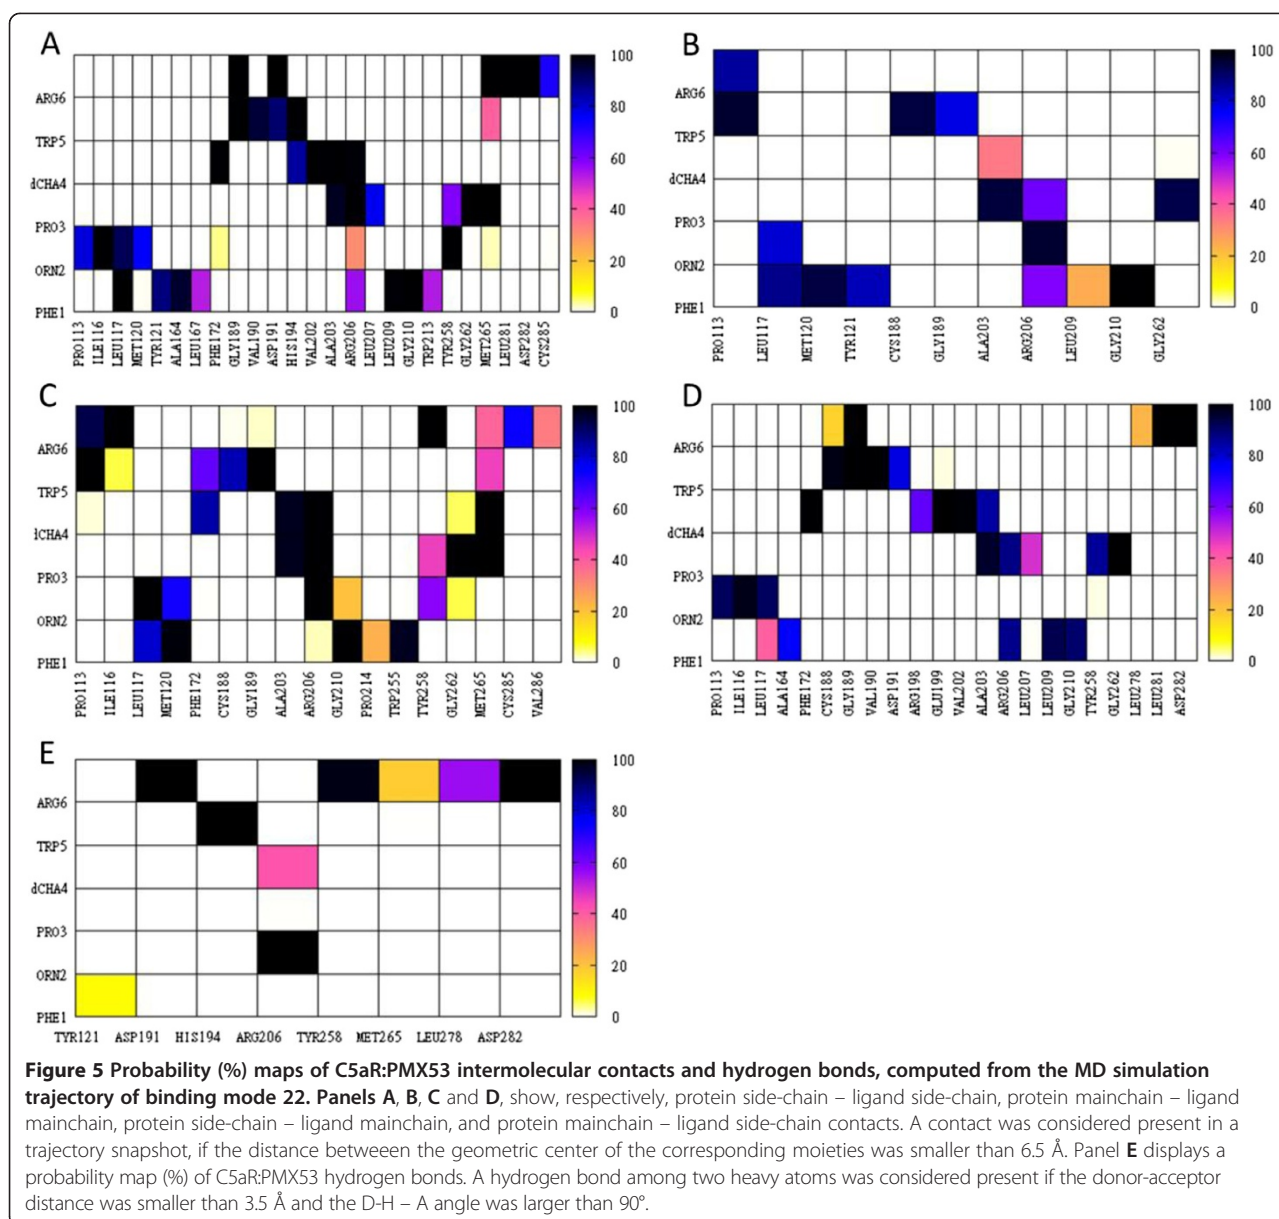 A
100
80
60
40
20
0
ARG6
TRP5
dCHA4
PRO3
ORN2
PHE1
PRO113 ILE116 LEU117 MET120 TYR121 ALA164 LEU167 PHE172 GLY189 VAL190 ASP191 HIS194 VAL202 ALA203 ARG206 LEU207 LEU209 GLY210 TRP213 TYR258 GLY262 MET265 LEU281 ASP282 CYS285
B
100
80
60
40
20
0
ARG6
TRP5
dCHA4
PRO3
ORN2
PHE1
PRO113 LEU117 MET120 TYR121 CYS188 GLY189 ALA203 ARG206 LEU209 GLY210 GLY262
C
100
80
60
40
20
0
ARG6
TRP5
dCHA4
PRO3
ORN2
PHE1
PRO113 ILE116 LEU117 MET120 PHE172 CYS188 GLY189 ALA203 ARG206 GLY210 PRO214 TRP255 TYR258 GLY262 MET265 CYS285 VAL286
D
100
80
60
40
20
0
ARG6
TRP5
dCHA4
PRO3
ORN2
PHE1
PRO113 ILE116 LEU117 ALA164 PHE172 CYS188 GLY189 VAL190 ASP191 ARG198 GLU199 VAL202 ALA203 ARG206 LEU207 LEU209 GLY210 TYR258 GLY262 LEU278 LEU281 ASP282
E
100
80
60
40
20
0
ARG6
TRP5
dCHA4
PRO3
ORN2
PHE1
TYR121 ASP191 HIS194 ARG206 TYR258 MET265 LEU278 ASP282
Figure 5 Probability (%) maps of C5aR:PMX53 intermolecular contacts and hydrogen bonds, computed from the MD simulation
trajectory of binding mode 22. Panels A, B, C and D, show, respectively, protein side-chain – ligand side-chain, protein mainchain – ligand
mainchain, protein side-chain – ligand mainchain, and protein mainchain – ligand side-chain contacts. A contact was considered present in a
trajectory snapshot, if the distance betweeen the geometric center of the corresponding moieties was smaller than 6.5 Å. Panel E displays a
probability map (%) of C5aR:PMX53 hydrogen bonds. A hydrogen bond among two heavy atoms was considered present if the donor-acceptor
distance was smaller than 3.5 Å and the D-H – A angle was larger than 90°.